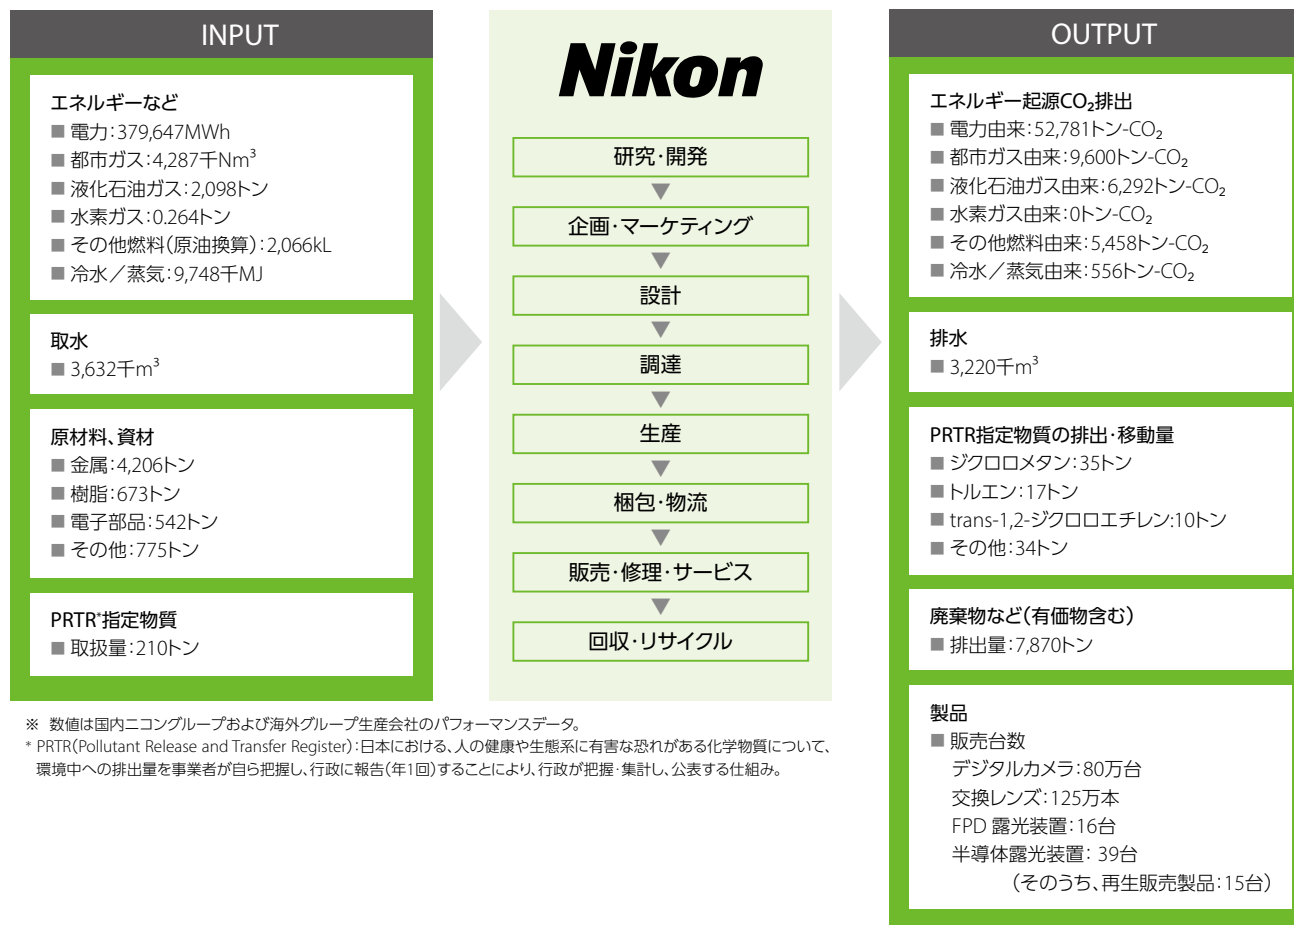 INPUT
エネルギーなど
■ 電力：379,647MWh
■ 都市ガス：4,287千Nm³
■ 液化石油ガス：2,098トン
■ 水素ガス：0.264トン
■ その他燃料（原油換算）：2,066kL
■ 冷水／蒸気：9,748千MJ
取水
■ 3,632千m³
原材料、資材
■ 金属：4,206トン
■ 樹脂：673トン
■ 電子部品：542トン
■ その他：775トン
PRTR*指定物質
■ 取扱量：210トン
Nikon
研究・開発
▼
企画・マーケティング
▼
設計
▼
調達
▼
生産
▼
梱包・物流
▼
販売・修理・サービス
▼
回収・リサイクル
OUTPUT
エネルギー起源CO₂排出
■ 電力由来：52,781トン-CO₂
■ 都市ガス由来：9,600トン-CO₂
■ 液化石油ガス由来：6,292トン-CO₂
■ 水素ガス由来：0トン-CO₂
■ その他燃料由来：5,458トン-CO₂
■ 冷水／蒸気由来：556トン-CO₂
排水
■ 3,220千m³
PRTR指定物質の排出・移動量
■ ジクロロメタン：35トン
■ トルエン：17トン
■ trans-1,2-ジクロロエチレン:10トン
■ その他：34トン
廃棄物など（有価物含む）
■ 排出量：7,870トン
製品
■ 販売台数
デジタルカメラ：80万台
交換レンズ：125万本
FPD 露光装置：16台
半導体露光装置： 39台
（そのうち、再生販売製品：15台）
※ 数値は国内ニコングループおよび海外グループ生産会社のパフォーマンスデータ。
* PRTR（Pollutant Release and Transfer Register）：日本における、人の健康や生態系に有害な恐れがある化学物質について、
環境中への排出量を事業者が自ら把握し、行政に報告（年1回）することにより、行政が把握・集計し、公表する仕組み。